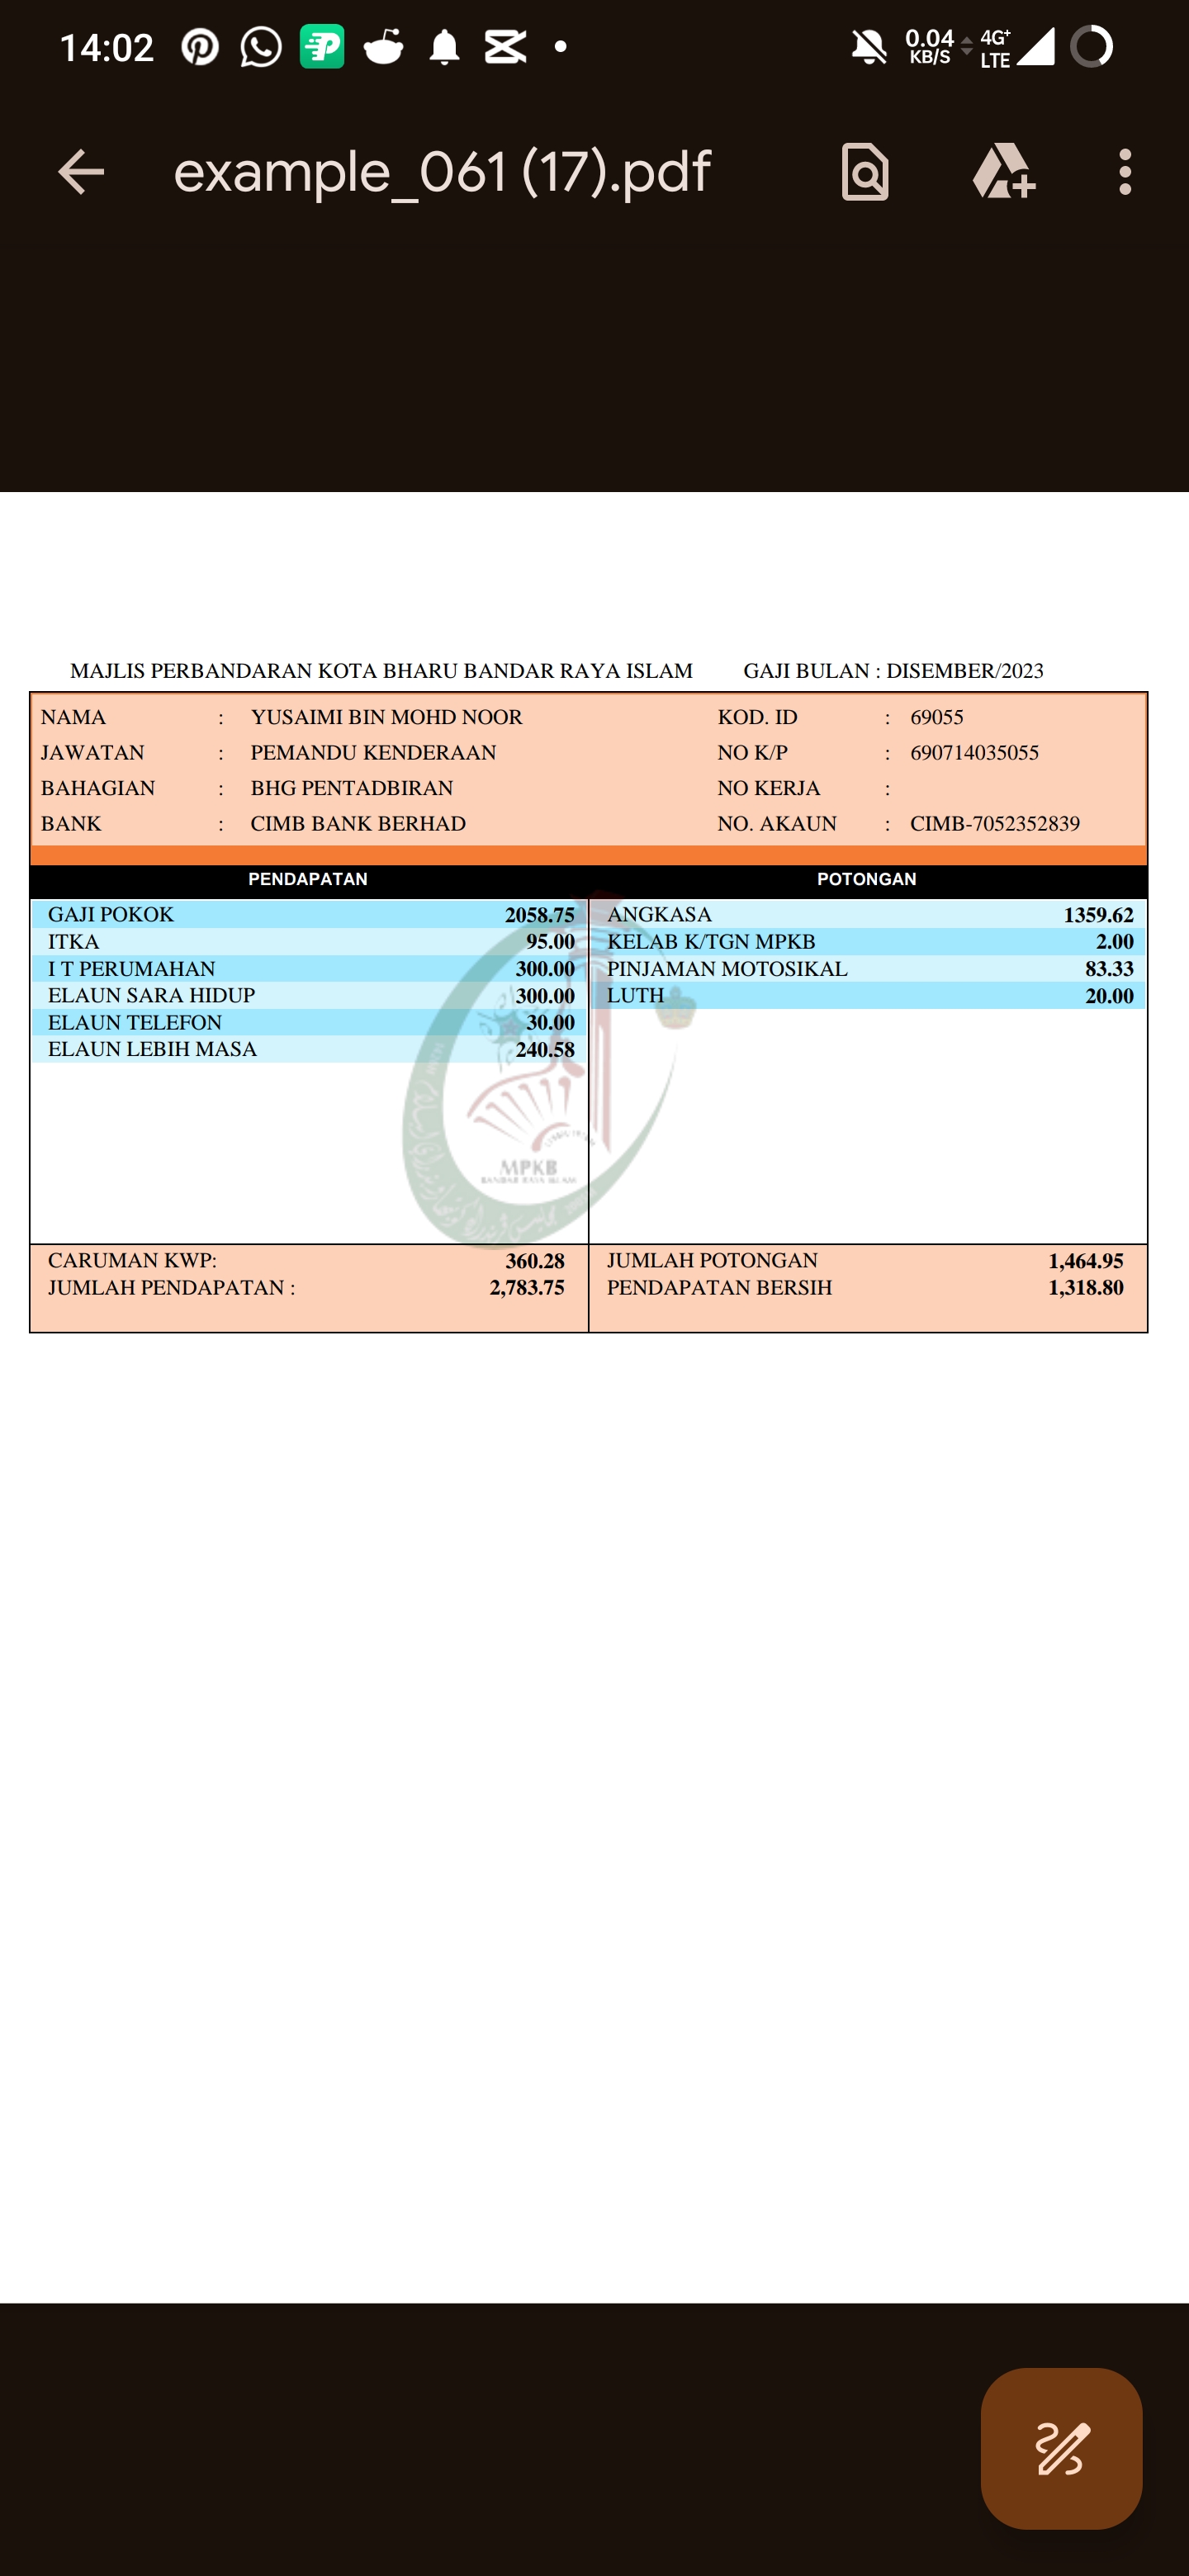 14:02
0.04 KB/S 4G+ LTE
example_061 (17).pdf
MAJLIS PERBANDARAN KOTA BHARU BANDAR RAYA ISLAM GAJI BULAN : DISEMBER/2023
NAMA : YUSAIMI BIN MOHD NOOR KOD. ID : 69055
JAWATAN : PEMANDU KENDERAAN NO K/P : 690714035055
BAHAGIAN : BHG PENTADBIRAN NO KERJA :
BANK : CIMB BANK BERHAD NO. AKAUN : CIMB-7052352839
PENDAPATAN POTONGAN
GAJI POKOK 2058.75 ANGKASA 1359.62
ITKA 95.00 KELAB K/TGN MPKB 2.00
I T PERUMAHAN 300.00 PINJAMAN MOTOSIKAL 83.33
ELAUN SARA HIDUP 300.00 LUTH 20.00
ELAUN TELEFON 30.00
ELAUN LEBIH MASA 240.58
MPKB
BANDAR RAYA ISLAM
CARUMAN KWP: 360.28 JUMLAH POTONGAN 1,464.95
JUMLAH PENDAPATAN : 2,783.75 PENDAPATAN BERSIH 1,318.80